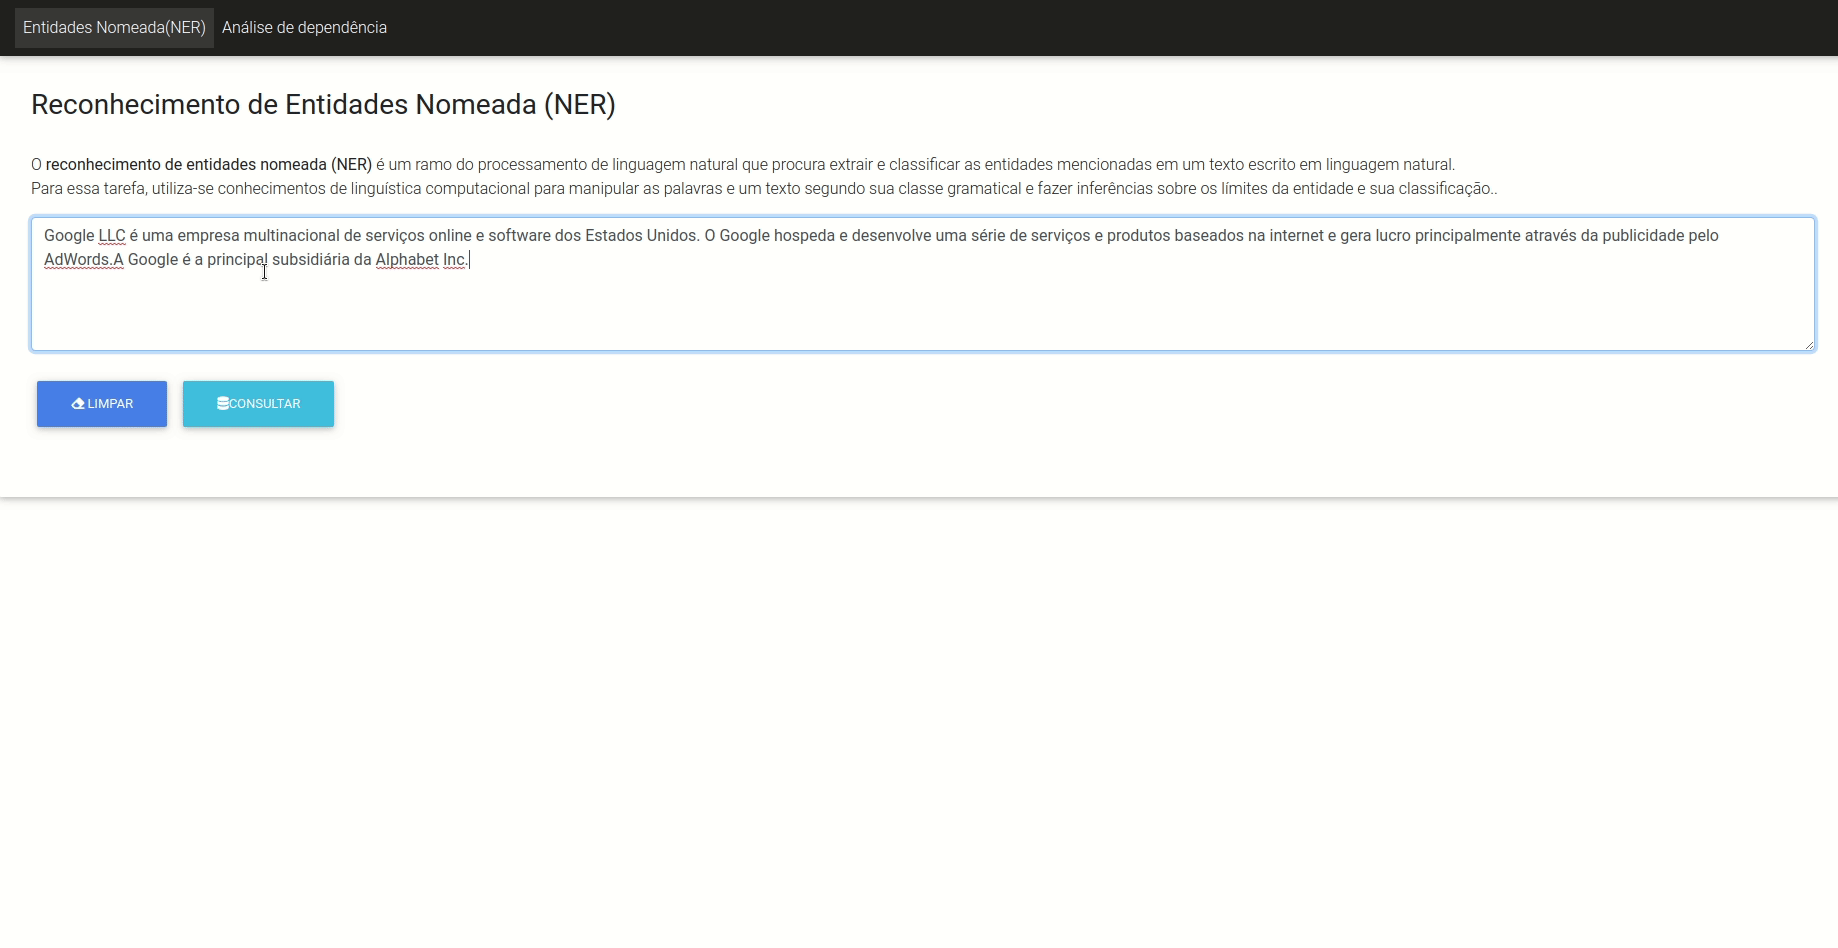 Entidades Nomeada(NER) Análise de dependência
Reconhecimento de Entidades Nomeada (NER)
O reconhecimento de entidades nomeada (NER) é um ramo do processamento de linguagem natural que procura extrair e classificar as entidades mencionadas em um texto escrito em linguagem natural.
Para essa tarefa, utiliza-se conhecimentos de linguística computacional para manipular as palavras e um texto segundo sua classe gramatical e fazer inferências sobre os límites da entidade e sua classificação..
Google LLC é uma empresa multinacional de serviços online e software dos Estados Unidos. O Google hospeda e desenvolve uma série de serviços e produtos baseados na internet e gera lucro principalmente através da publicidade pelo
AdWords.A Google é a principal subsidiária da Alphabet Inc.
LIMPAR CONSULTAR